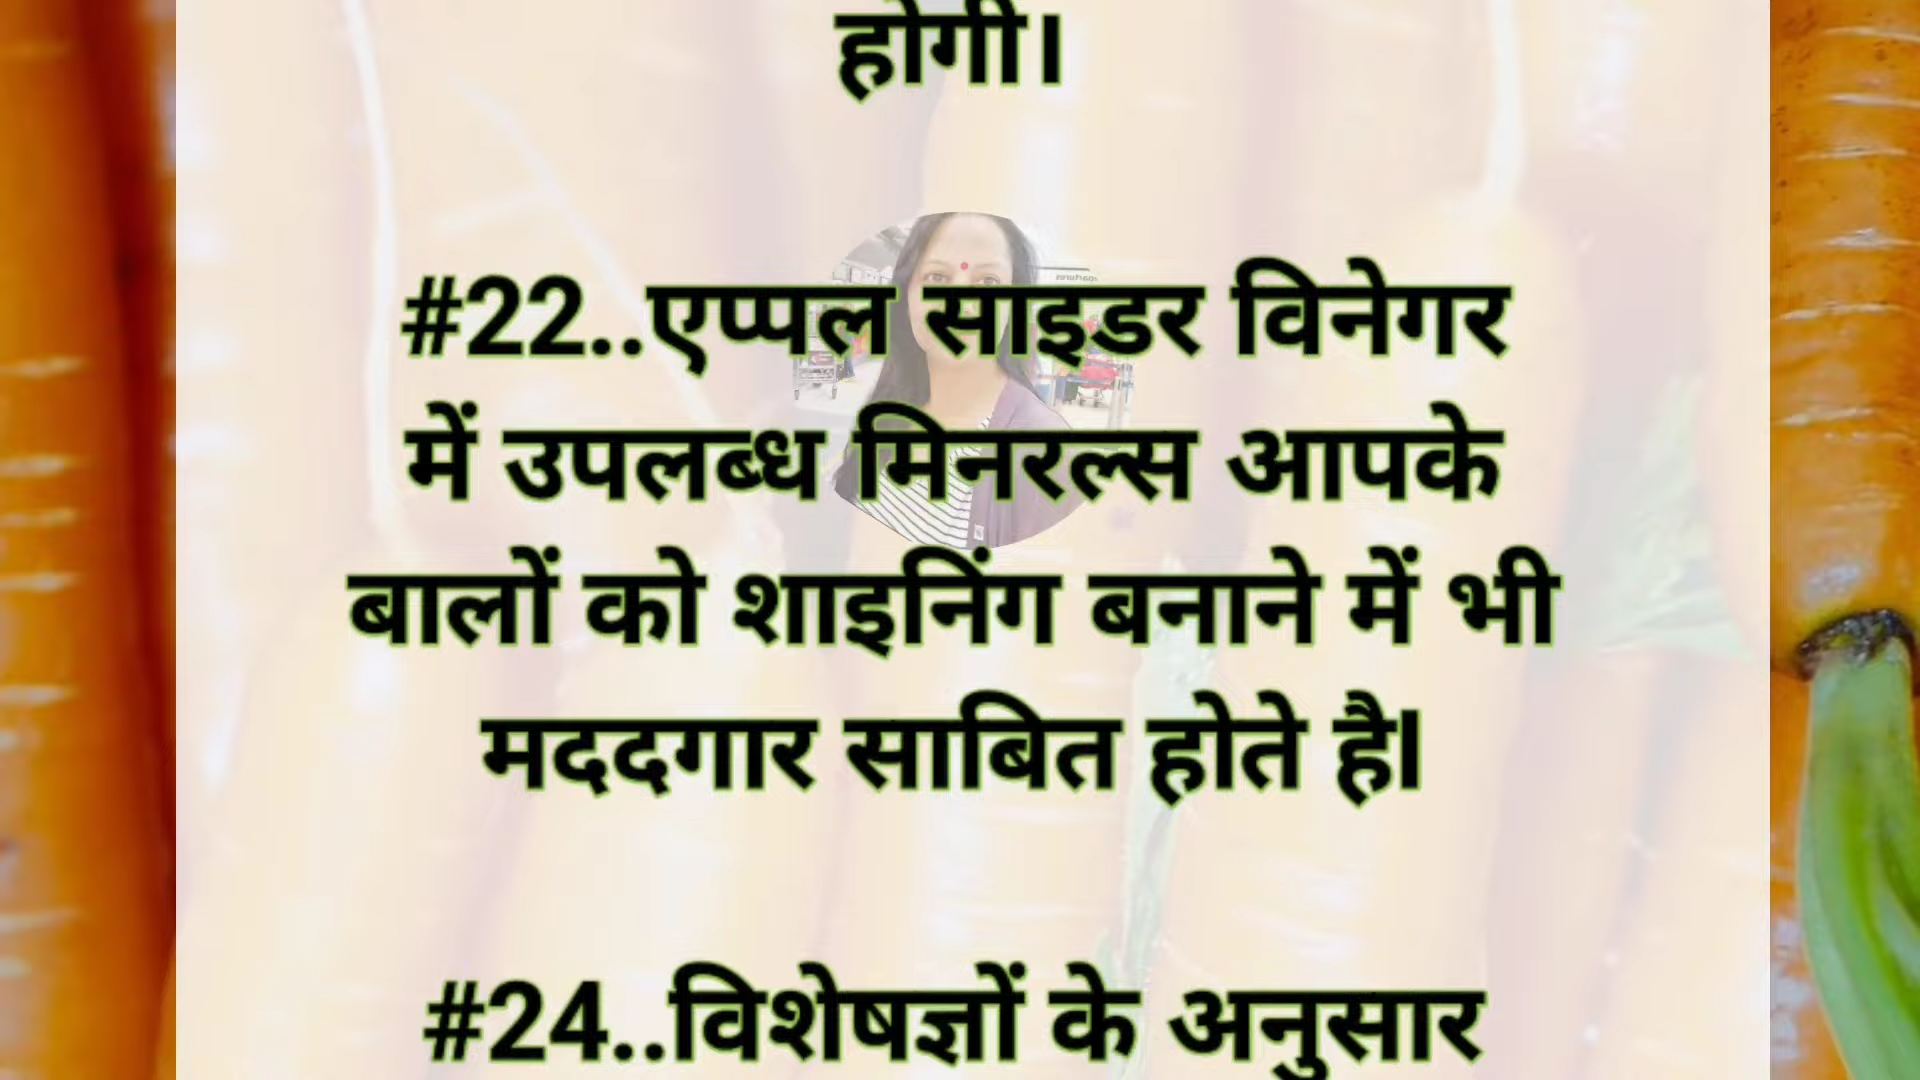 होगी।
#22..एप्पल साइडर विनेगर
में उपलब्ध मिनरल्स आपके
बालों को शाइनिंग बनाने में भी
मददगार साबित होते है।
#24..विशेषज्ञों के अनुसार